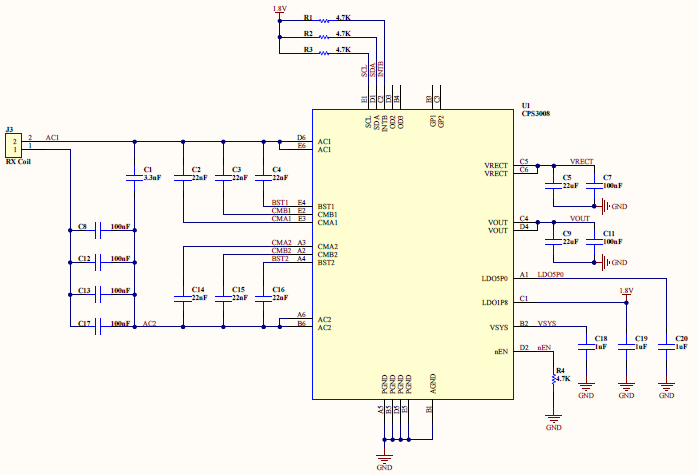 1.8V
R1 4.7K
R2 4.7K
R3 4.7K
SCL
SDA
INTB
E1
D1
C2
D3
B4
B3
C3
U1
CPS3008
SCL
SDA
INTB
OD2
OD3
GP1
GP2
J3
2
1
RX Coil
2 AC1
1
D6 AC1
E6 AC1
C1
3.3nF
C2
22nF
C3
22nF
C4
22nF
BST1 E4 BST1
CMB1 E2 CMB1
CMA1 E3 CMA1
C8 100nF
C12 100nF
C13 100nF
C17 100nF
CMA2 A3 CMA2
CMB2 A2 CMB2
BST2 A4 BST2
C14
22nF
C15
22nF
C16
22nF
AC2
A6 AC2
B6 AC2
VRECT C5 VRECT
VRECT C6
C5
22uF
C7
100nF
GND
VOUT C4 VOUT
VOUT D4
C9
22uF
C11
100nF
GND
LDO5P0 A1 LDO5P0
LDO1P8 C1
1.8V
VSYS B2 VSYS
nEN D2 nEN
C18
1uF
C19
1uF
C20
1uF
GND
GND
GND
R4
4.7K
GND
PGND
PGND
PGND
PGND
AGND
A5
B5
D5
E5
B1
GND